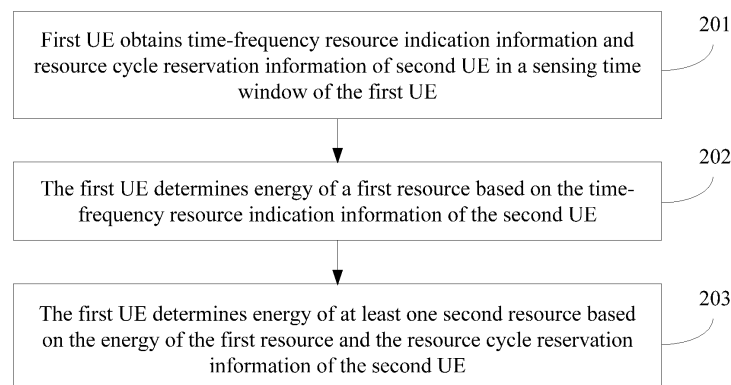 201
First UE obtains time-frequency resource indication information and
resource cycle reservation information of second UE in a sensing time
window of the first UE
202
The first UE determines energy of a first resource based on the time-
frequency resource indication information of the second UE
203
The first UE determines energy of at least one second resource based
on the energy of the first resource and the resource cycle reservation
information of the second UE